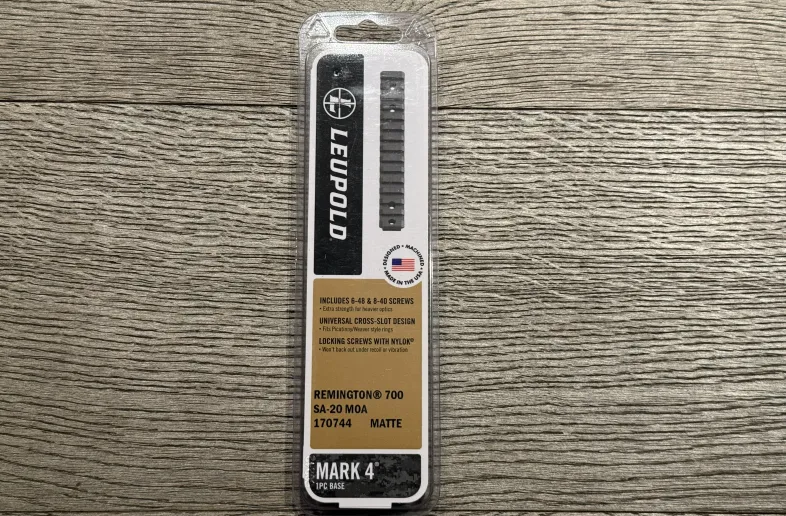 LEUPOLD
DESIGNED • MACHINED
• MADE IN THE USA •
INCLUDES 6-48 & 8-40 SCREWS
• Extra strength for heavier optics
UNIVERSAL CROSS-SLOT DESIGN
• Fits Picatinny/Weaver style rings
LOCKING SCREWS WITH NYLOK®
• Won't back out under recoil or vibration
REMINGTON® 700
SA-20 MOA
170744 MATTE
MARK 4®
1PC BASE